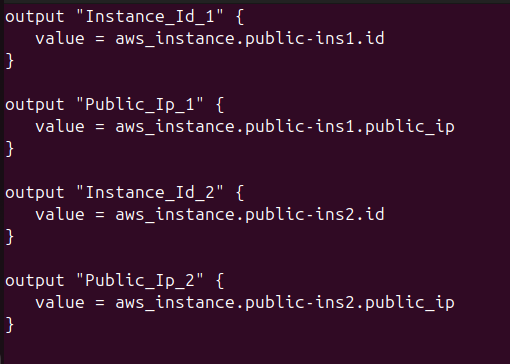 output "Instance_Id_1" {
   value = aws_instance.public-ins1.id
}

output "Public_Ip_1" {
   value = aws_instance.public-ins1.public_ip
}

output "Instance_Id_2" {
   value = aws_instance.public-ins2.id
}

output "Public_Ip_2" {
   value = aws_instance.public-ins2.public_ip
}